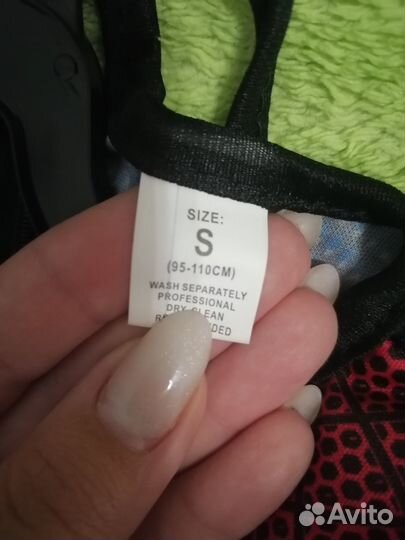 SIZE:
S
(95-110CM)
WASH SEPARATELY
PROFESSIONAL
DRY CLEAN
Avito